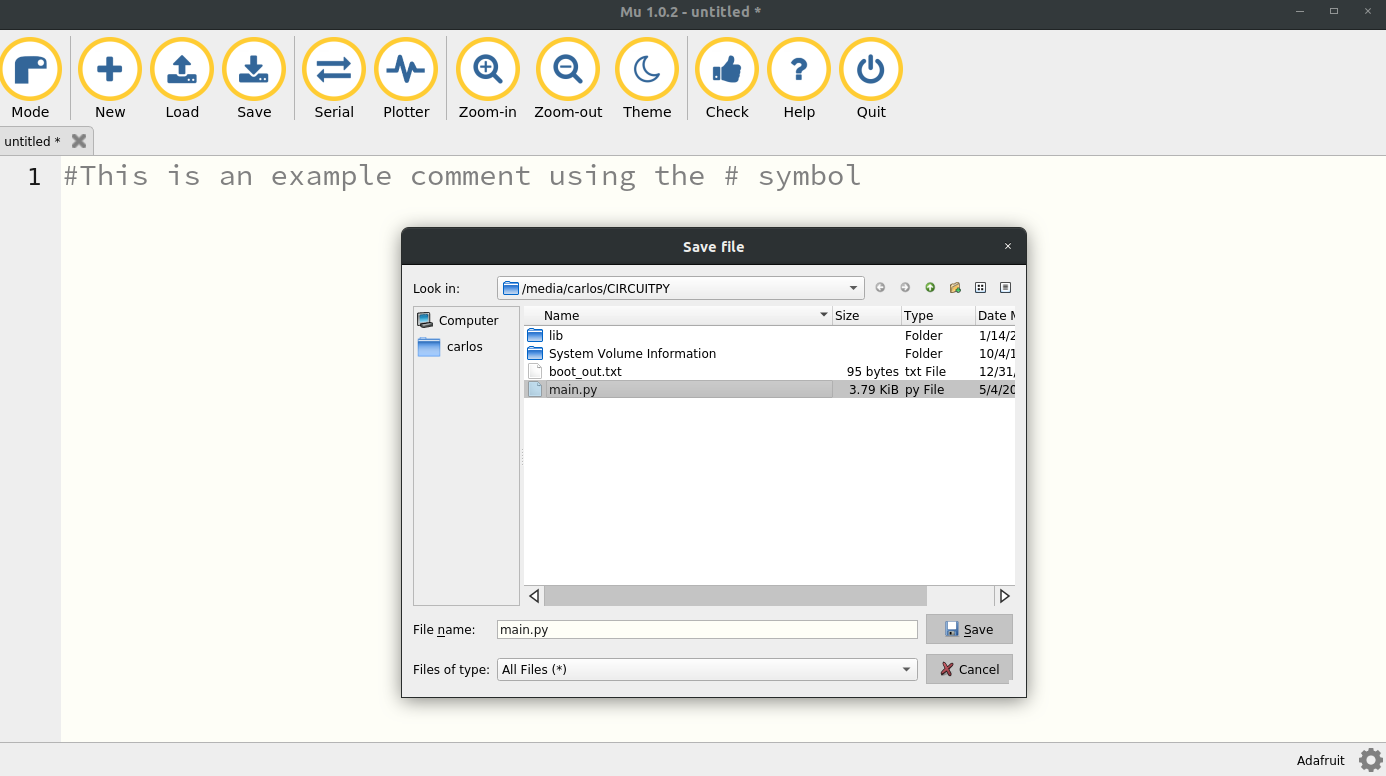 Mu 1.0.2 - untitled *
Mode New Load Save Serial Plotter Zoom-in Zoom-out Theme Check Help Quit
untitled *
1 #This is an example comment using the # symbol
Save file
Look in: /media/carlos/CIRCUITPY
Computer
carlos
Name Size Type Date M
lib Folder 1/14/2
System Volume Information Folder 10/4/1
boot_out.txt 95 bytes txt File 12/31/
main.py 3.79 KiB py File 5/4/20
File name: main.py Save
Files of type: All Files (*) Cancel
Adafruit